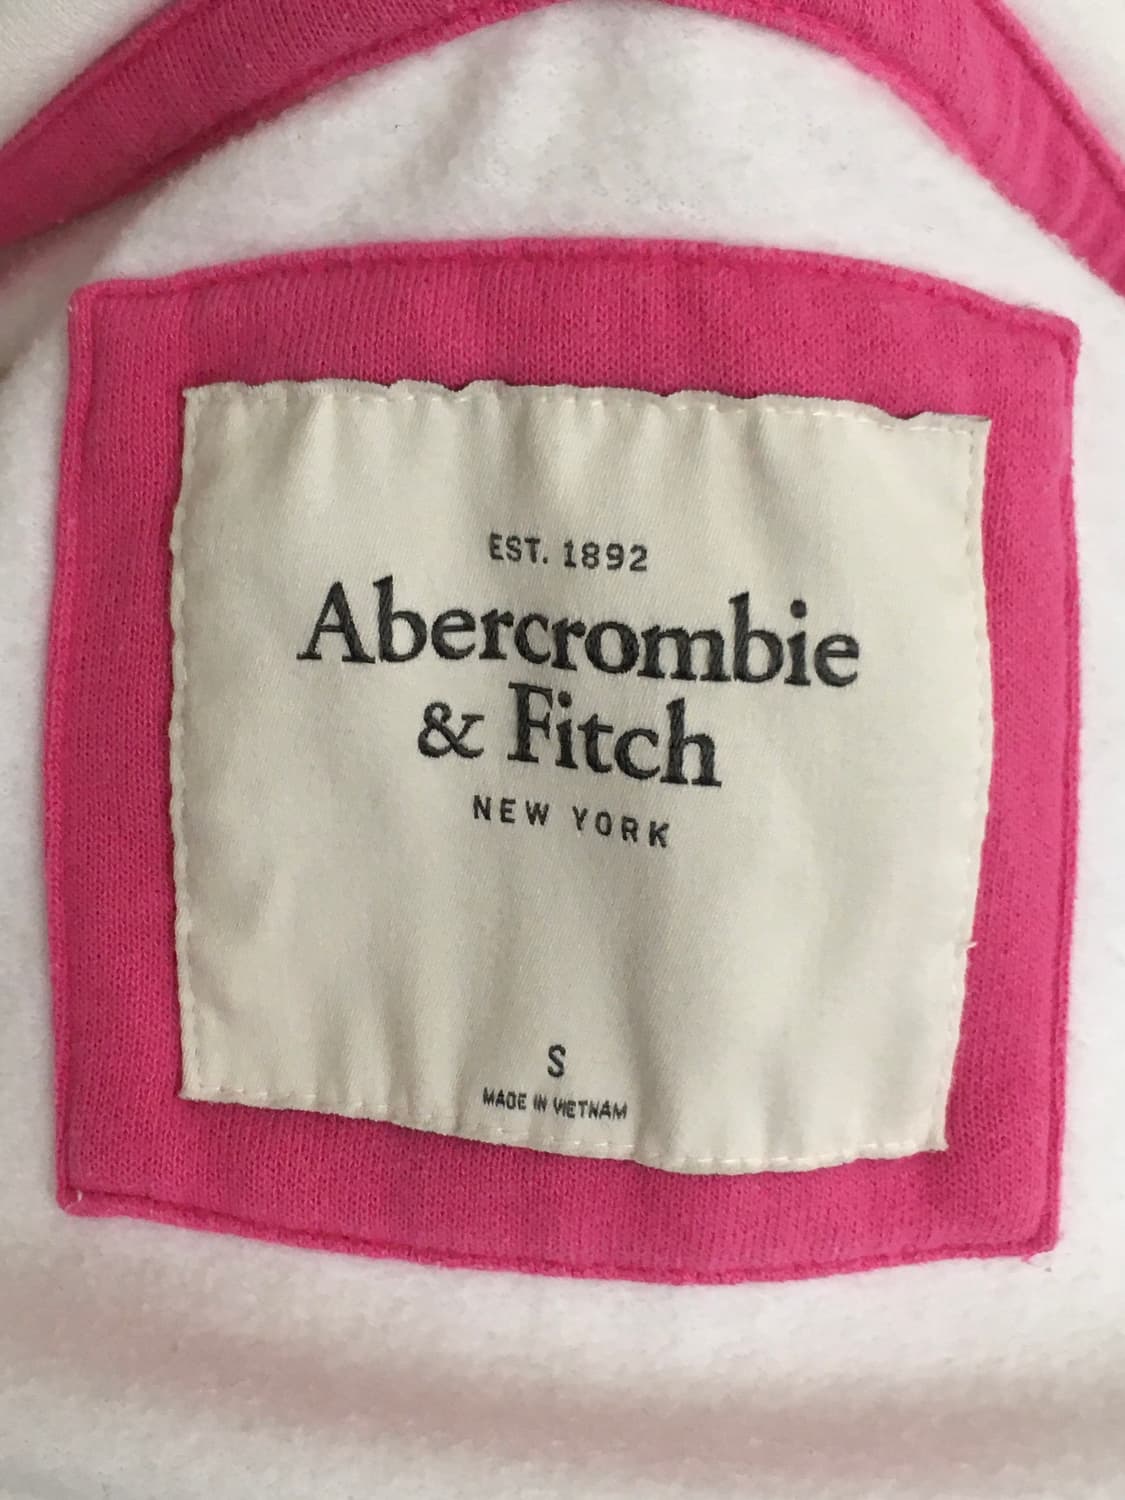 EST. 1892
Abercrombie
& Fitch
NEW YORK
S
MADE IN VIETNAM